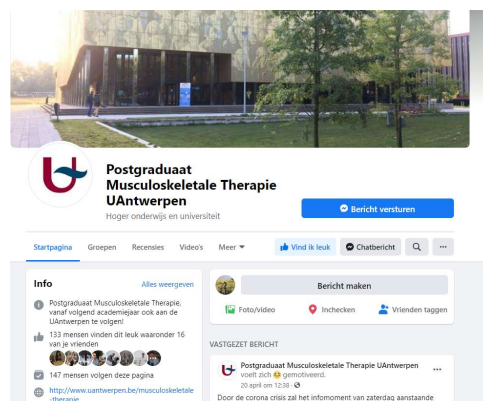 Postgraduaat
Musculoskeletale Therapie
UAntwerpen
Hoger onderwijs en universiteit
Bericht versturen
Startpagina Groepen Recensies Video's Meer
Vind ik leuk Chatbericht
Info Alles weergeven
Postgraduaat Musculoskeletale Therapie,
vanaf volgend academiejaar ook aan de
UAntwerpen te volgen!
133 mensen vinden dit leuk waaronder 16
van je vrienden
147 mensen volgen deze pagina
http://www.uantwerpen.be/musculoskeletale
-therapie
Bericht maken
Foto/video Inchecken Vrienden taggen
VASTGEZET BERICHT
Postgraduaat Musculoskeletale Therapie UAntwerpen
voelt zich gemotiveerd.
20 april om 12:38
Door de corona crisis zal het infomoment van zaterdag aanstaande